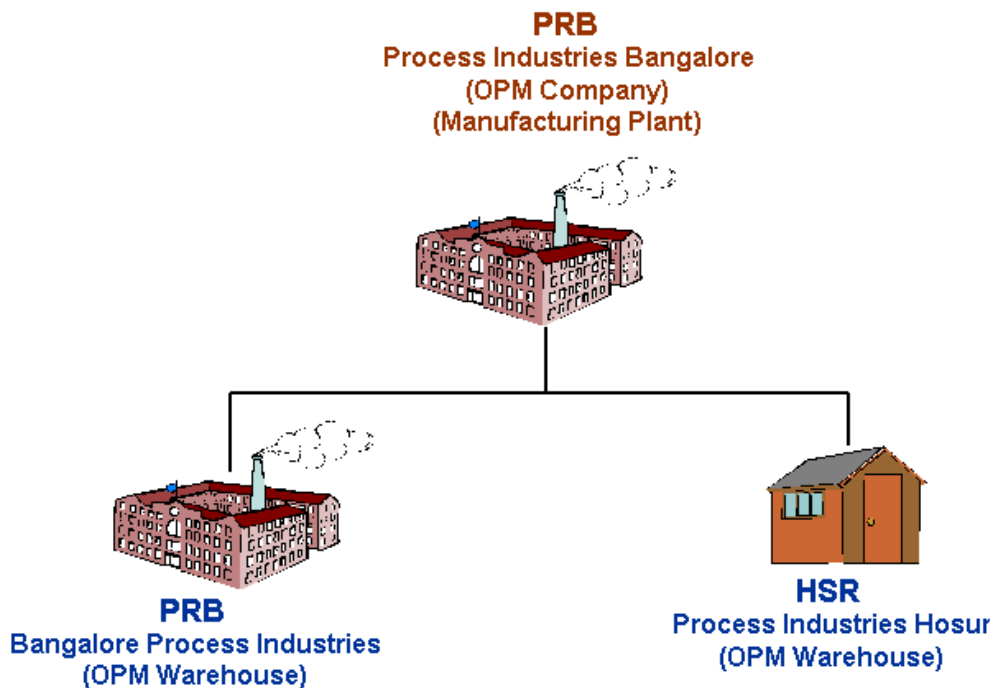 PRB
Process Industries Bangalore
(OPM Company)
(Manufacturing Plant)
PRB
Bangalore Process Industries
(OPM Warehouse)
HSR
Process Industries Hosur
(OPM Warehouse)